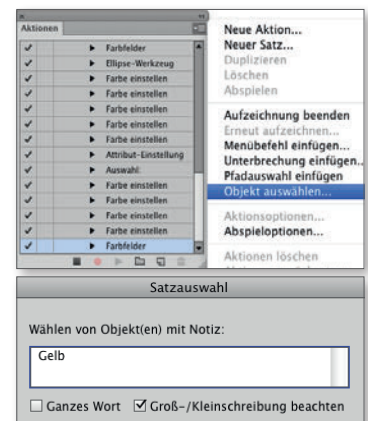 Aktionen
Farbfelder
Ellipse-Werkzeug
Farbe einstellen
Farbe einstellen
Farbe einstellen
Farbe einstellen
Farbe einstellen
Attribut-Einstellung
Auswahl:
Farbe einstellen
Farbe einstellen
Farbe einstellen
Farbe einstellen
Farbfelder
Neue Aktion...
Neuer Satz...
Duplizieren
Löschen
Abspielen
Aufzeichnung beenden
Erneut aufzeichnen...
Menübefehl einfügen...
Unterbrechung einfügen..
Pfadauswahl einfügen
Objekt auswählen...
Aktionsoptionen...
Abspieloptionen...
Aktionen löschen
Satzauswahl
Wählen von Objekt(en) mit Notiz:
Gelb
Ganzes Wort Groß-/Kleinschreibung beachten